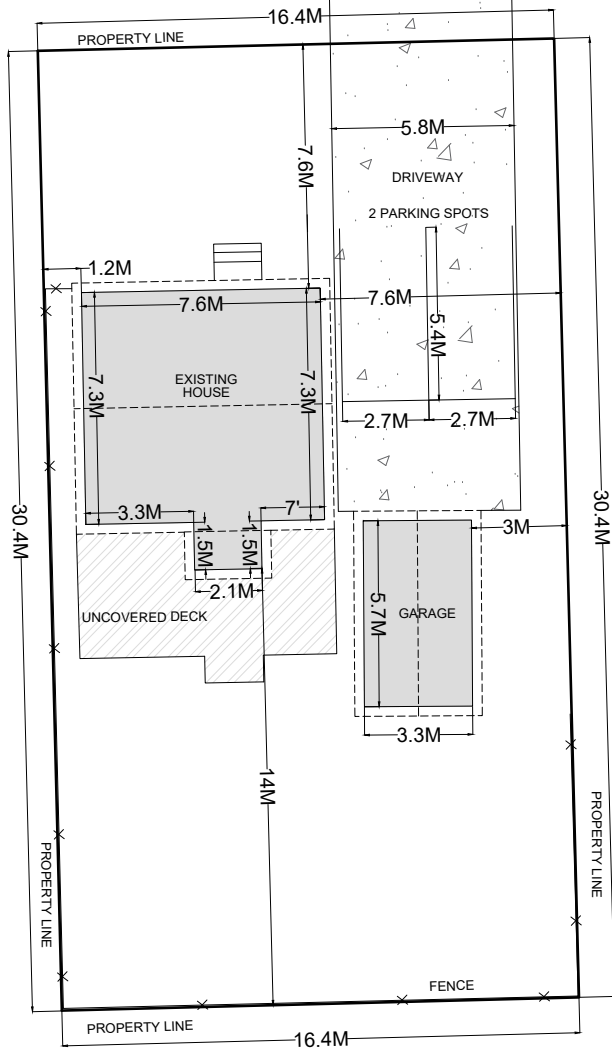 16.4M
PROPERTY LINE
5.8M
7.6M
DRIVEWAY
2 PARKING SPOTS
1.2M
7.6M
7.6M
5.4M
7.3M
EXISTING
HOUSE
7.3M
2.7M
2.7M
3.3M
7'
30.4M
30.4M
3M
1.5M
1.5M
2.1M
5.7M
GARAGE
UNCOVERED DECK
3.3M
14M
PROPERTY LINE
PROPERTY LINE
FENCE
PROPERTY LINE
16.4M